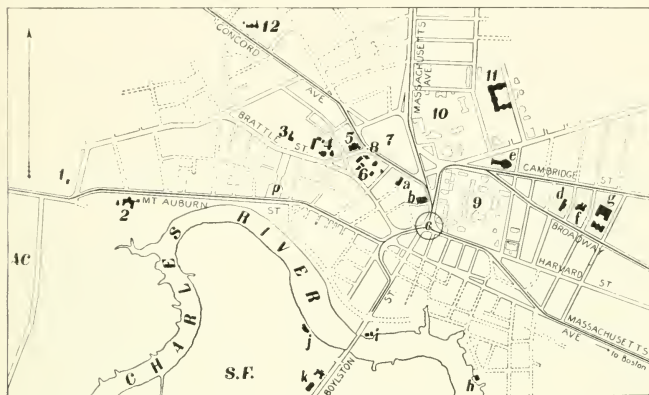 12
CONCORD
AVE
MASSACHUSETTS
AVE
11
10
BRATTLE
ST
3
4
5
8
7
6
e
CAMBRIDGE
ST
1
a
b
d
f
g
p
2
MT AUBURN
ST
9
BROADWAY
AC
CHARLES
RIVER
HARVARD
ST
ST
MASSACHUSETTS
AVE
to Boston
j
i
S.F.
k
BOYLSTON
h